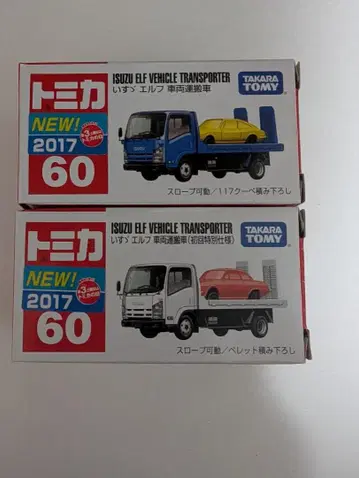 トミカ
ISUZU ELF VEHICLE TRANSPORTER
いすゞ エルフ 車両運搬車
TAKARA
TOMY
NEW!
2017
60
スロープ可動/117クーペ積み下ろし
トミカ
ISUZU ELF VEHICLE TRANSPORTER
いすゞ エルフ 車両運搬車(初回特別仕様)
TAKARA
TOMY
NEW!
2017
60
スロープ可動/ベレット積み下ろし